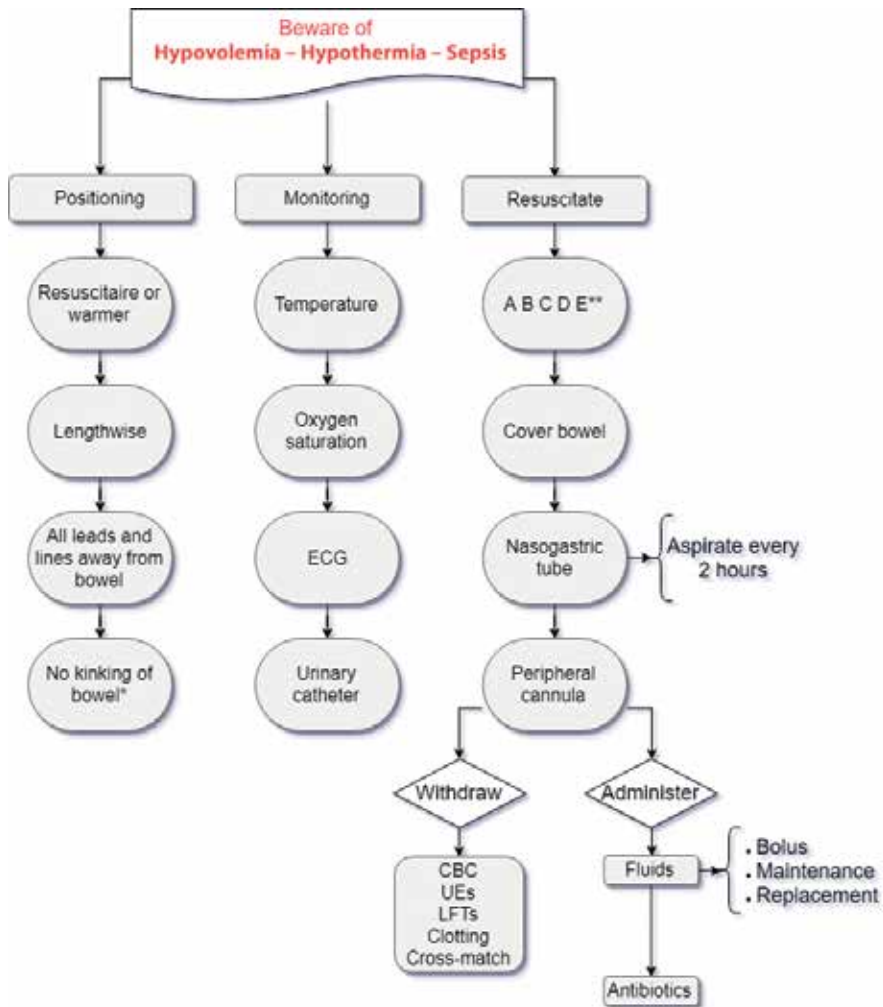 Beware of
Hypovolemia – Hypothermia – Sepsis
Positioning
Resuscitaire or
warmer
Lengthwise
All leads and
lines away from
bowel
No kinking of
bowel*
Monitoring
Temperature
Oxygen
saturation
ECG
Urinary
catheter
Resuscitate
A B C D E**
Cover bowel
Nasogastric
tube
Aspirate every
2 hours
Peripheral
cannula
Withdraw
CBC
UEs
LFTs
Clotting
Cross-match
Administer
Fluids
. Bolus
. Maintenance
. Replacement
Antibiotics